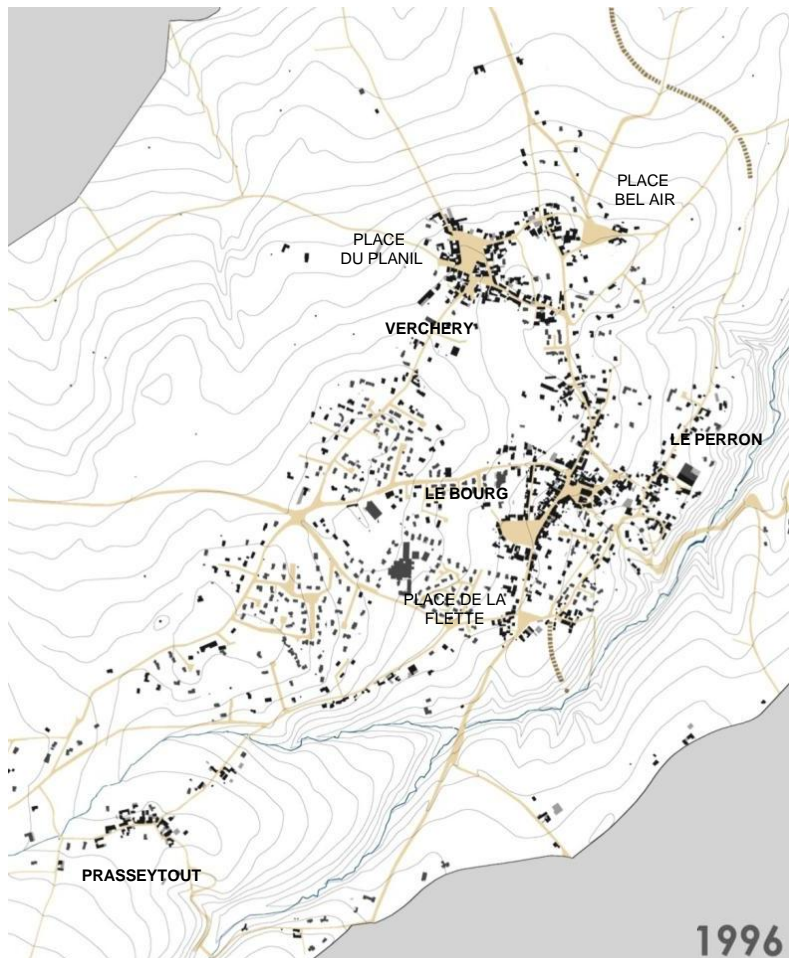 PLACE
BEL AIR
PLACE
DU PLANIL
VERCHERY
LE PERRON
LE BOURG
PLACE DE LA
FLETTE
PRASSEYTOUT
1996